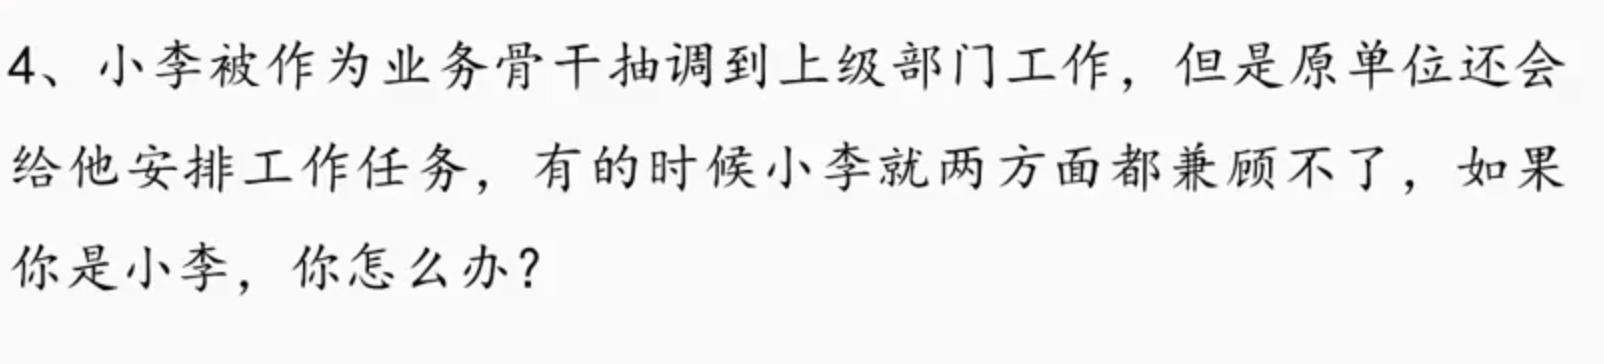 4、小李被作为业务骨干抽调到上级部门工作，但是原单位还会
给他安排工作任务，有的时候小李就两方面都兼顾不了，如果
你是小李，你怎么办?